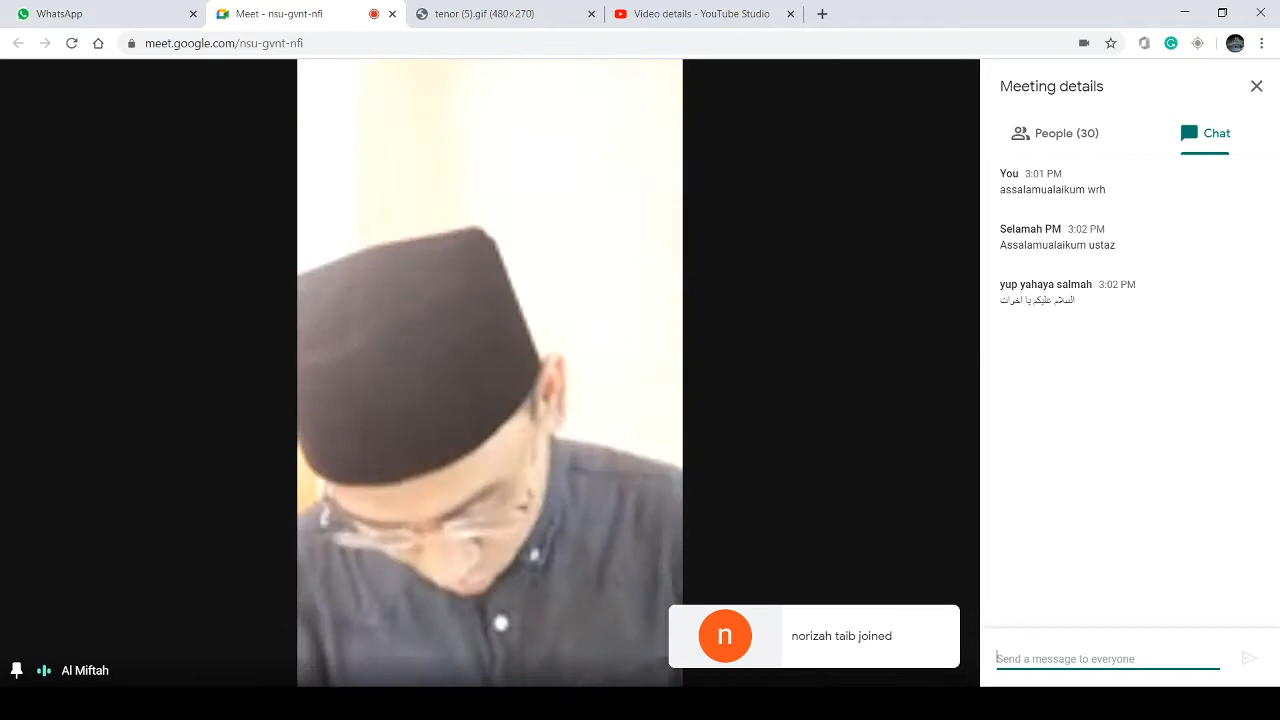 WhatsApp
Meet - nsu-gvnt-nfi
tenor (5).gif (480×270)
Video details - YouTube Studio
meet.google.com/nsu-gvnt-nfi
Meeting details
People (30)
Chat
You 3:01 PM
assalamualaikum wrh
Selamah PM 3:02 PM
Assalamualaikum ustaz
yup yahaya salmah 3:02 PM
السلام عليكم يا اخرات
n
norizah taib joined
Al Miftah
Send a message to everyone